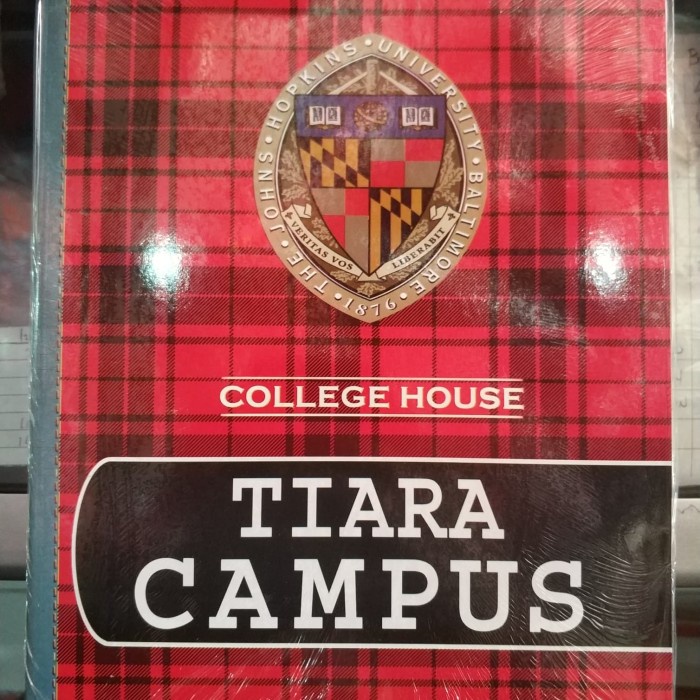 THE · JOHNS · HOPKINS · UNIVERSITY · BALTIMORE
· 1876 ·
VERITAS VOS LIBERABIT
COLLEGE HOUSE
TIARA
CAMPUS